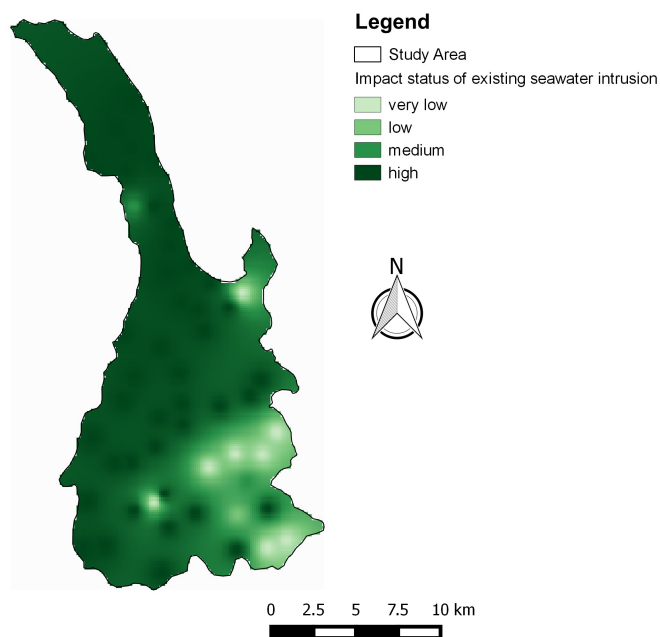 Legend
Study Area
Impact status of existing seawater intrusion
very low
low
medium
high
N
0 2.5 5 7.5 10 km